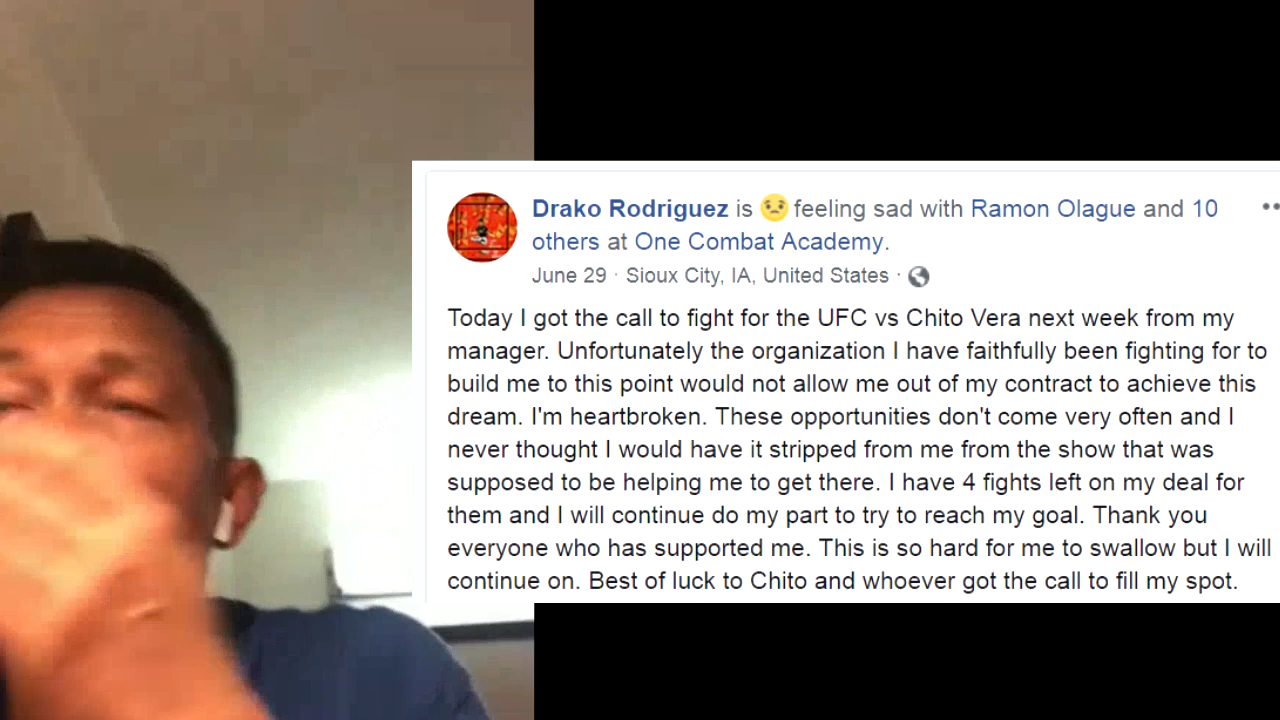 Drako Rodriguez is 😟 feeling sad with Ramon Olague and 10
others at One Combat Academy.
June 29 · Sioux City, IA, United States ·
Today I got the call to fight for the UFC vs Chito Vera next week from my
manager. Unfortunately the organization I have faithfully been fighting for to
build me to this point would not allow me out of my contract to achieve this
dream. I'm heartbroken. These opportunities don't come very often and I
never thought I would have it stripped from me from the show that was
supposed to be helping me to get there. I have 4 fights left on my deal for
them and I will continue do my part to try to reach my goal. Thank you
everyone who has supported me. This is so hard for me to swallow but I will
continue on. Best of luck to Chito and whoever got the call to fill my spot.